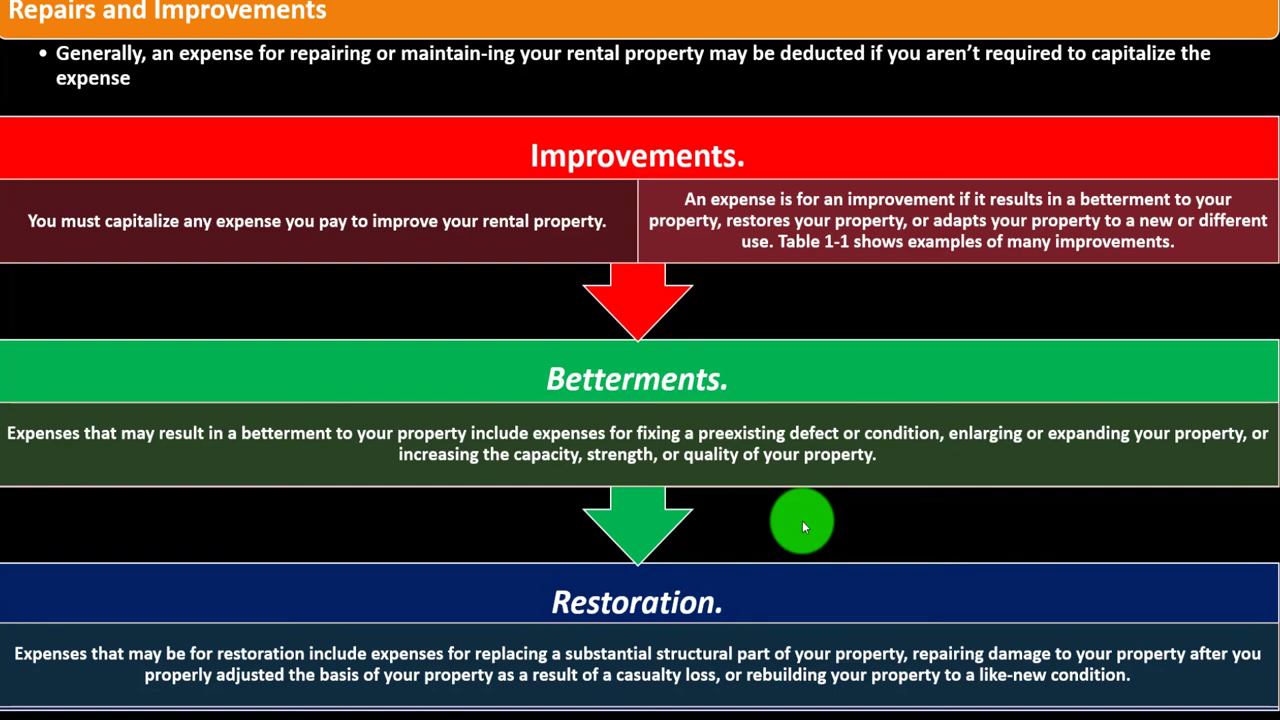 Repairs and Improvements
• Generally, an expense for repairing or maintain-ing your rental property may be deducted if you aren’t required to capitalize the
expense
Improvements.
You must capitalize any expense you pay to improve your rental property.
An expense is for an improvement if it results in a betterment to your
property, restores your property, or adapts your property to a new or different
use. Table 1-1 shows examples of many improvements.
Betterments.
Expenses that may result in a betterment to your property include expenses for fixing a preexisting defect or condition, enlarging or expanding your property, or
increasing the capacity, strength, or quality of your property.
Restoration.
Expenses that may be for restoration include expenses for replacing a substantial structural part of your property, repairing damage to your property after you
properly adjusted the basis of your property as a result of a casualty loss, or rebuilding your property to a like-new condition.